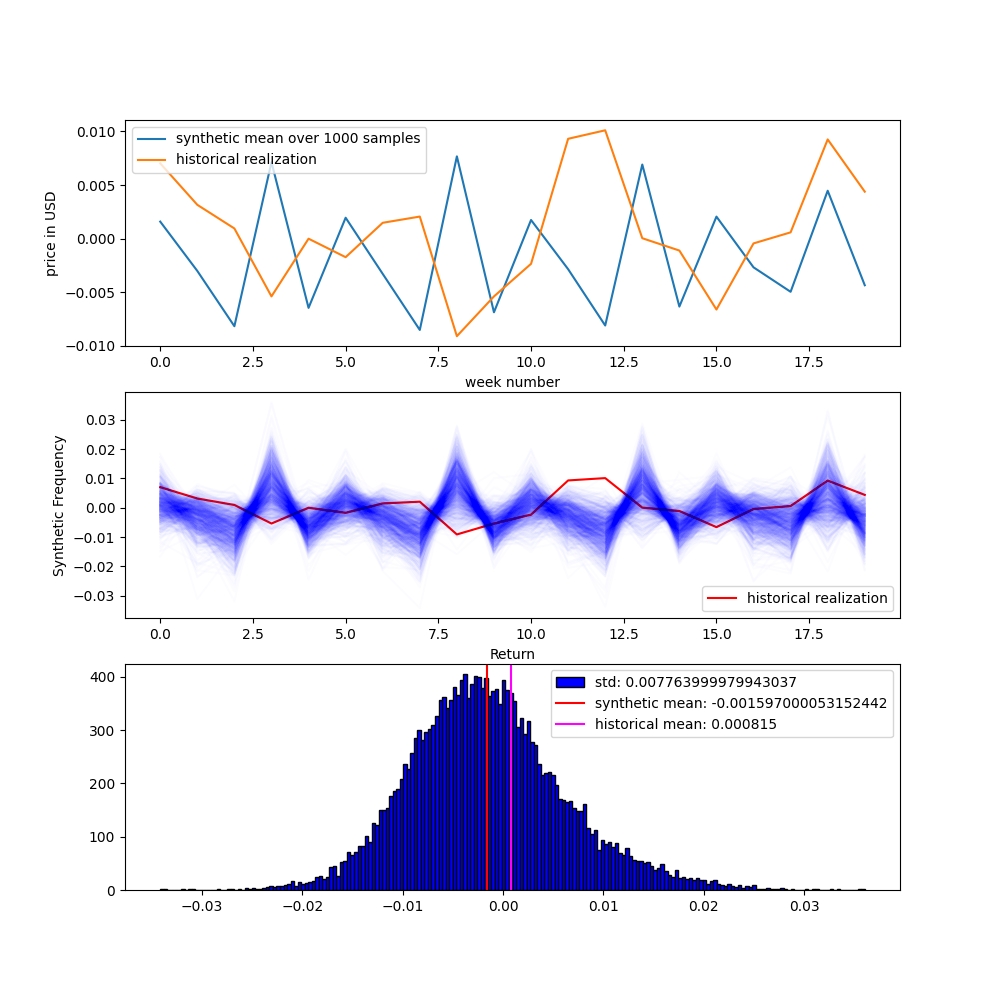 synthetic mean over 1000 samples
historical realization
price in USD
0.010
0.005
0.000
−0.005
−0.010
0.0 2.5 5.0 7.5 10.0 12.5 15.0 17.5
week number
Synthetic Frequency
0.03
0.02
0.01
0.00
−0.01
−0.02
−0.03
historical realization
0.0 2.5 5.0 7.5 10.0 12.5 15.0 17.5
Return
400
300
200
100
0
std: 0.007763999979943037
synthetic mean: -0.001597000053152442
historical mean: 0.000815
−0.03 −0.02 −0.01 0.00 0.01 0.02 0.03